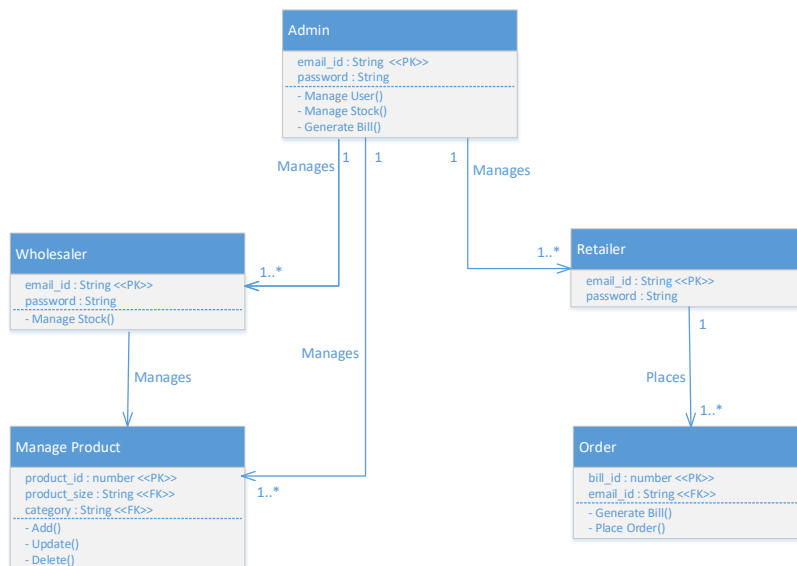 Admin
email_id : String <<PK>>
password : String
- Manage User()
- Manage Stock()
- Generate Bill()
Manages
1
1
1
Manages
Wholesaler
email_id : String <<PK>>
password : String
- Manage Stock()
1..*
1..*
Retailer
email_id : String <<PK>>
password : String
1
Manages
Manages
Places
1..*
Manage Product
product_id : number <<PK>>
product_size : String <<FK>>
category : String <<FK>>
- Add()
- Update()
- Delete()
1..*
Order
bill_id : number <<PK>>
email_id : String <<FK>>
- Generate Bill()
- Place Order()